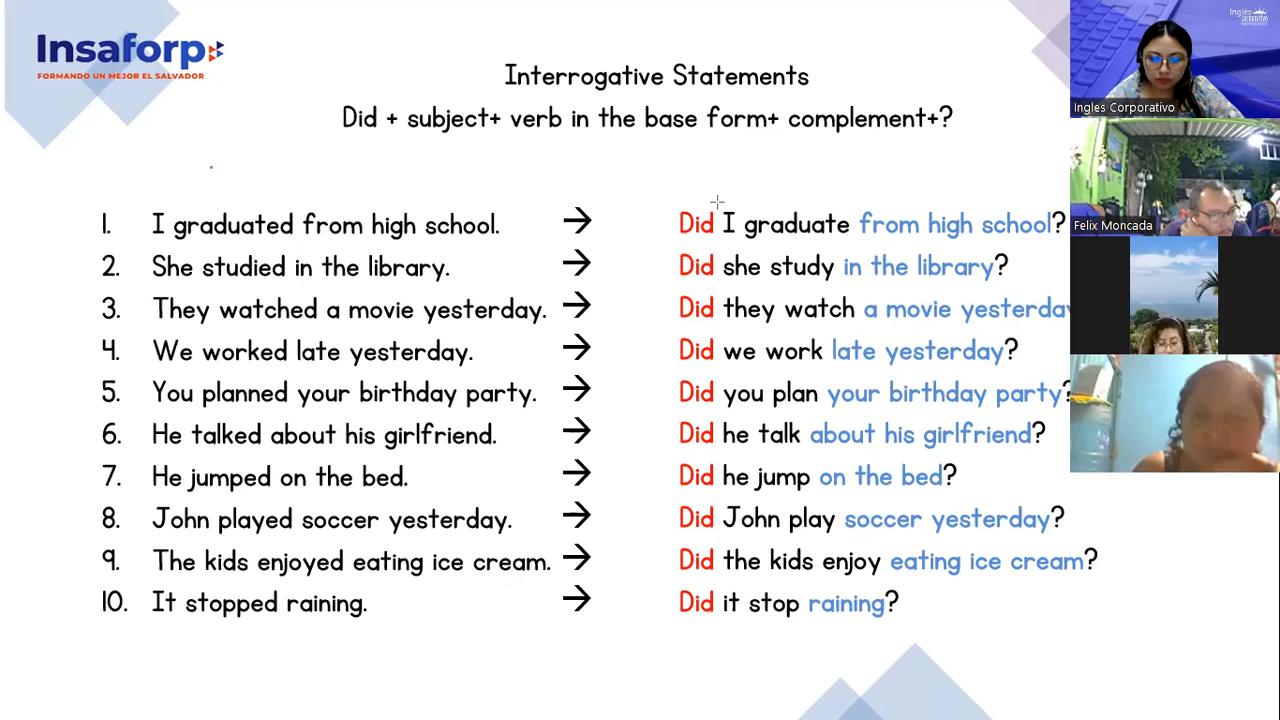 Insaforp
FORMANDO UN MEJOR EL SALVADOR
Interrogative Statements
Did + subject+ verb in the base form+ complement+?
1. I graduated from high school. → Did I graduate from high school?
2. She studied in the library. → Did she study in the library?
3. They watched a movie yesterday. → Did they watch a movie yesterday
4. We worked late yesterday. → Did we work late yesterday?
5. You planned your birthday party. → Did you plan your birthday party?
6. He talked about his girlfriend. → Did he talk about his girlfriend?
7. He jumped on the bed. → Did he jump on the bed?
8. John played soccer yesterday. → Did John play soccer yesterday?
9. The kids enjoyed eating ice cream. → Did the kids enjoy eating ice cream?
10. It stopped raining. → Did it stop raining?
Ingles Corporativo
Felix Moncada